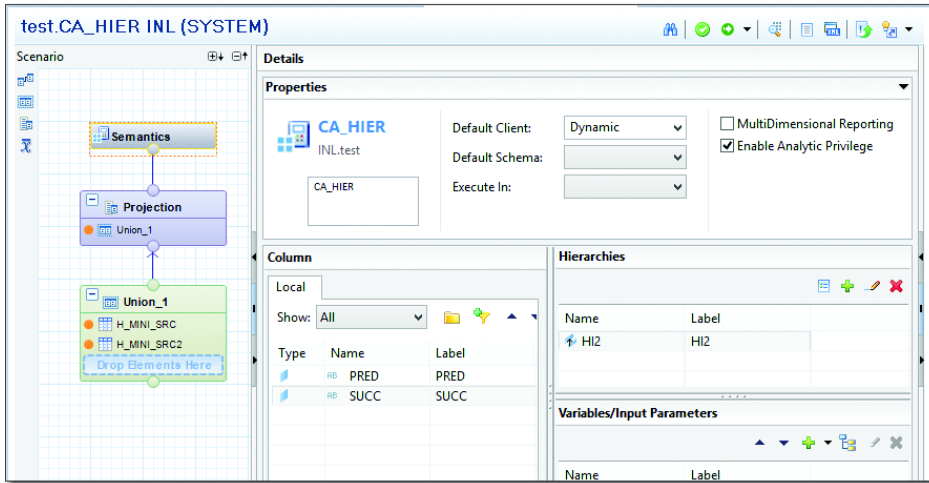 test.CA_HIER INL (SYSTEM)
Scenario
Semantics
Projection
Union_1
Union_1
H_MINI_SRC
H_MINI_SRC2
Drop Elements Here
Details
Properties
CA_HIER
INL.test
CA_HIER
Default Client: Dynamic
Default Schema:
Execute In:
MultiDimensional Reporting
Enable Analytic Privilege
Column
Local
Show: All
Type Name Label
AB PRED PRED
AB SUCC SUCC
Hierarchies
Name Label
HI2 HI2
Variables/Input Parameters
Name Label